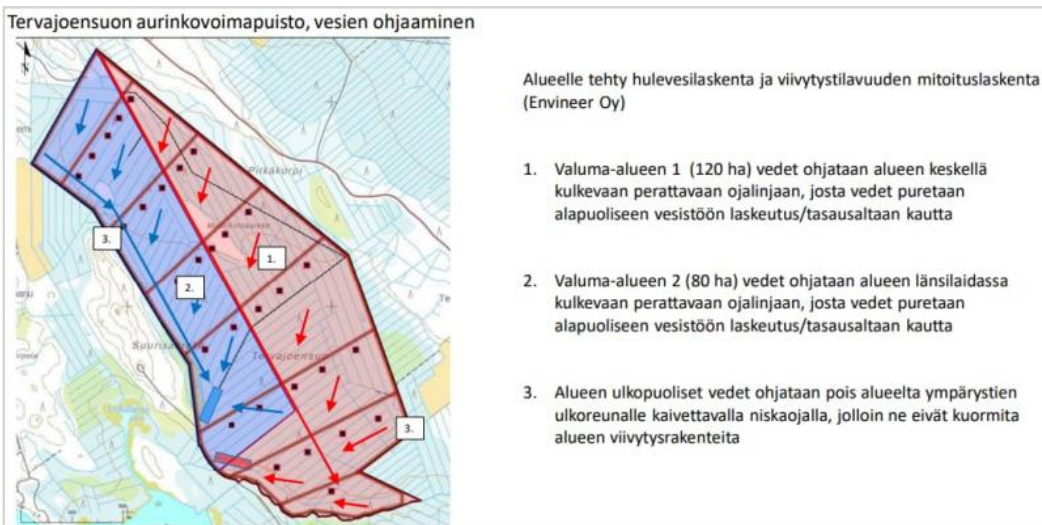 Tervajoensuon aurinkovoimapuisto, vesien ohjaaminen
Alueelle tehty hulevesilaskenta ja viivytystilavuuden mitoituslaskenta
(Envineer Oy)
1. Valuma-alueen 1 (120 ha) vedet ohjataan alueen keskellä
kulkevaan perattavaan ojalinjaan, josta vedet puretaan
alapuoliseen vesistöön laskeutus/tasausaltaan kautta
2. Valuma-alueen 2 (80 ha) vedet ohjataan alueen länsilaidassa
kulkevaan perattavaan ojalinjaan, josta vedet puretaan
alapuoliseen vesistöön laskeutus/tasausaltaan kautta
3. Alueen ulkopuoliset vedet ohjataan pois alueelta ympärystien
ulkoreunalle kaivettavalla niskaojalla, jolloin ne eivät kuormita
alueen viivytysrakenteita
Pitkäkorpi
3.
1.
2.
Tervajoensuo
3.